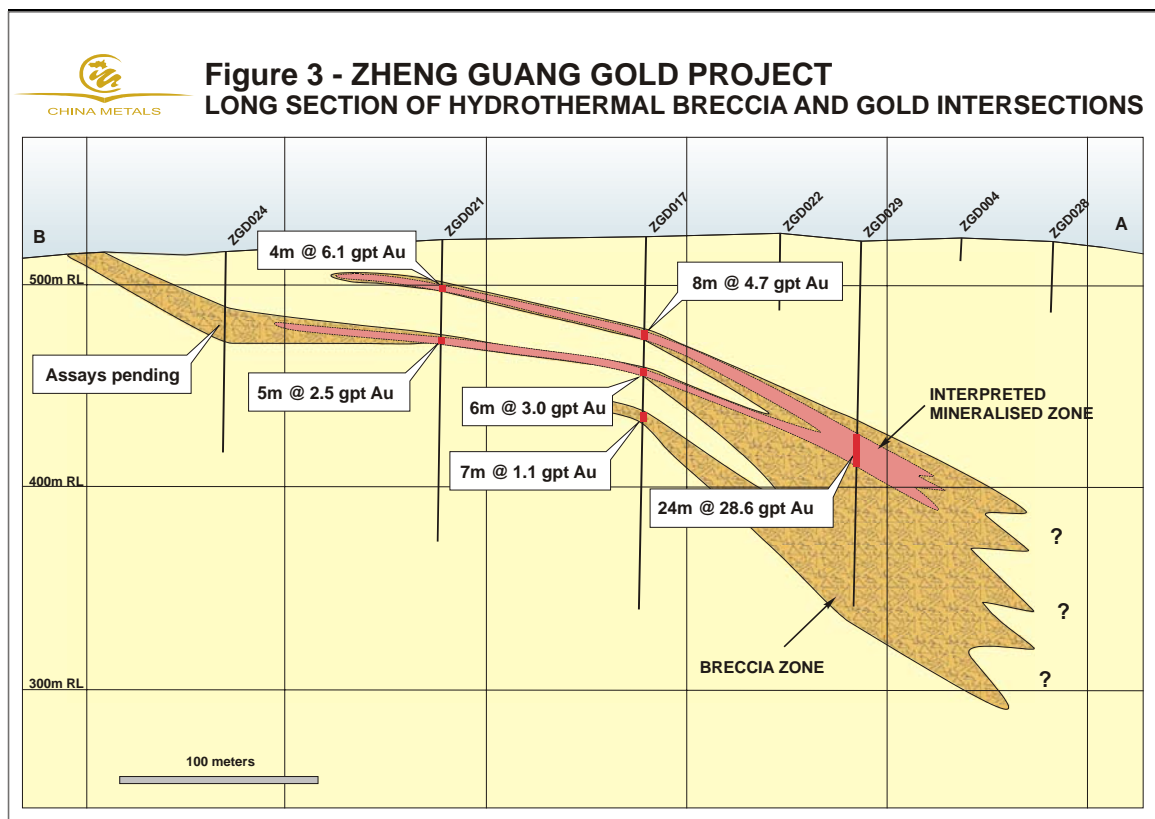 CHINA METALS
Figure 3 - ZHENG GUANG GOLD PROJECT
LONG SECTION OF HYDROTHERMAL BRECCIA AND GOLD INTERSECTIONS
B
ZGD024
ZGD021
ZGD017
ZGD022
ZGD029
ZGD004
ZGD028
A
4m @ 6.1 gpt Au
500m RL
8m @ 4.7 gpt Au
Assays pending
5m @ 2.5 gpt Au
6m @ 3.0 gpt Au
INTERPRETED
MINERALISED ZONE
7m @ 1.1 gpt Au
400m RL
24m @ 28.6 gpt Au
?
?
BRECCIA ZONE
?
300m RL
100 meters